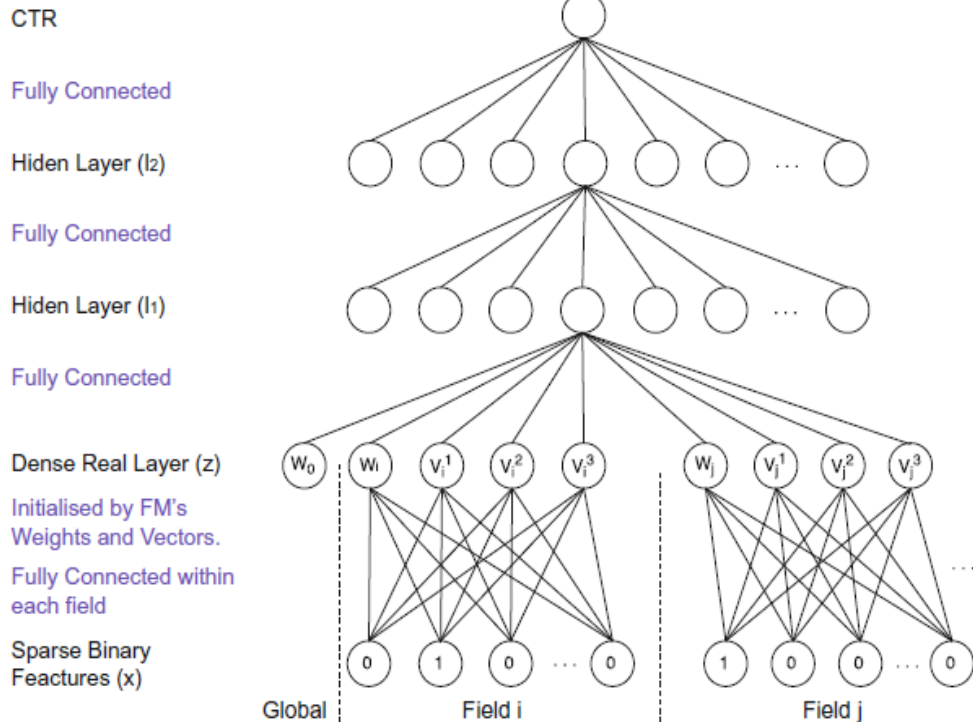 CTR
Fully Connected
Hiden Layer (l2)
...
Fully Connected
Hiden Layer (l1)
...
Fully Connected
Dense Real Layer (z)
W0 Wi Vi1 Vi2 Vi3 Wj Vj1 Vj2 Vj3
Initialised by FM's
Weights and Vectors.
Fully Connected within
each field
...
Sparse Binary
Feactures (x)
0 1 0 ... 0 1 0 0 ... 0
Global Field i Field j